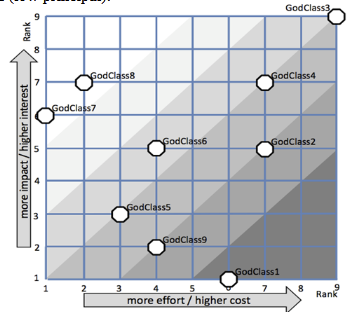 GodClass3
Rank
9
8
GodClass8
GodClass4
7
GodClass7
6
GodClass6
GodClass2
5
4
GodClass5
3
GodClass9
2
GodClass1
1
1 2 3 4 5 6 7 8 9
Rank
more impact / higher interest
more effort / higher cost